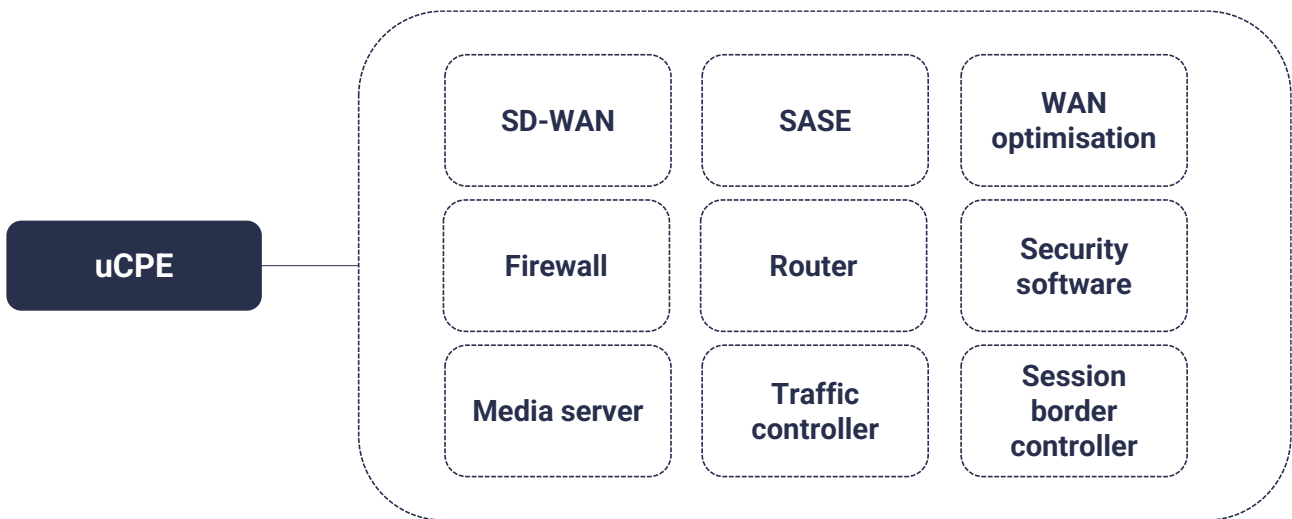 uCPE
SD-WAN
SASE
WAN
optimisation
Firewall
Router
Security
software
Media server
Traffic
controller
Session
border
controller